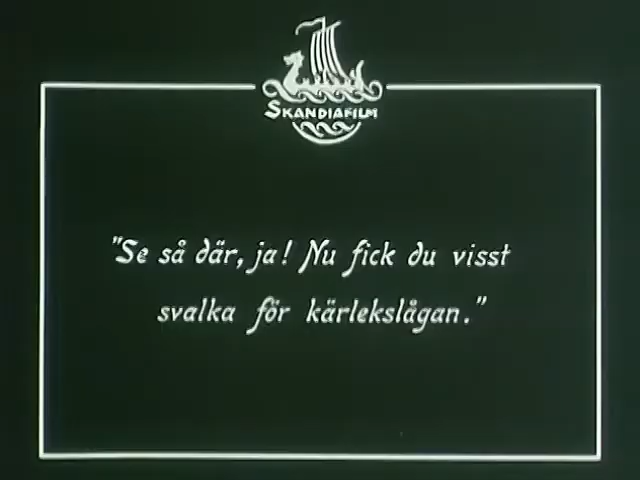 SKANDIAFILM
"Se så där, ja! Nu fick du visst
svalka för kärlekslågan."